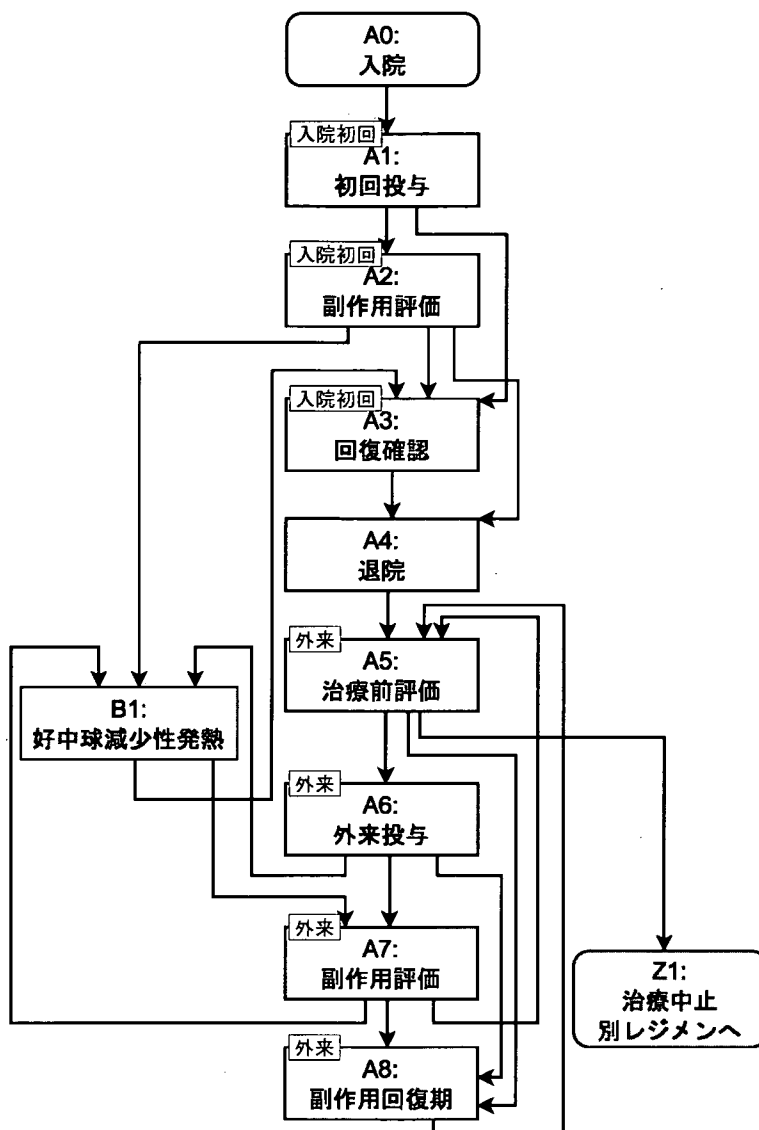 A0:
入院
入院初回
A1:
初回投与
入院初回
A2:
副作用評価
入院初回
A3:
回復確認
A4:
退院
外来
A5:
治療前評価
B1:
好中球減少性発熱
外来
A6:
外来投与
外来
A7:
副作用評価
Z1:
治療中止
別レジメンへ
外来
A8:
副作用回復期